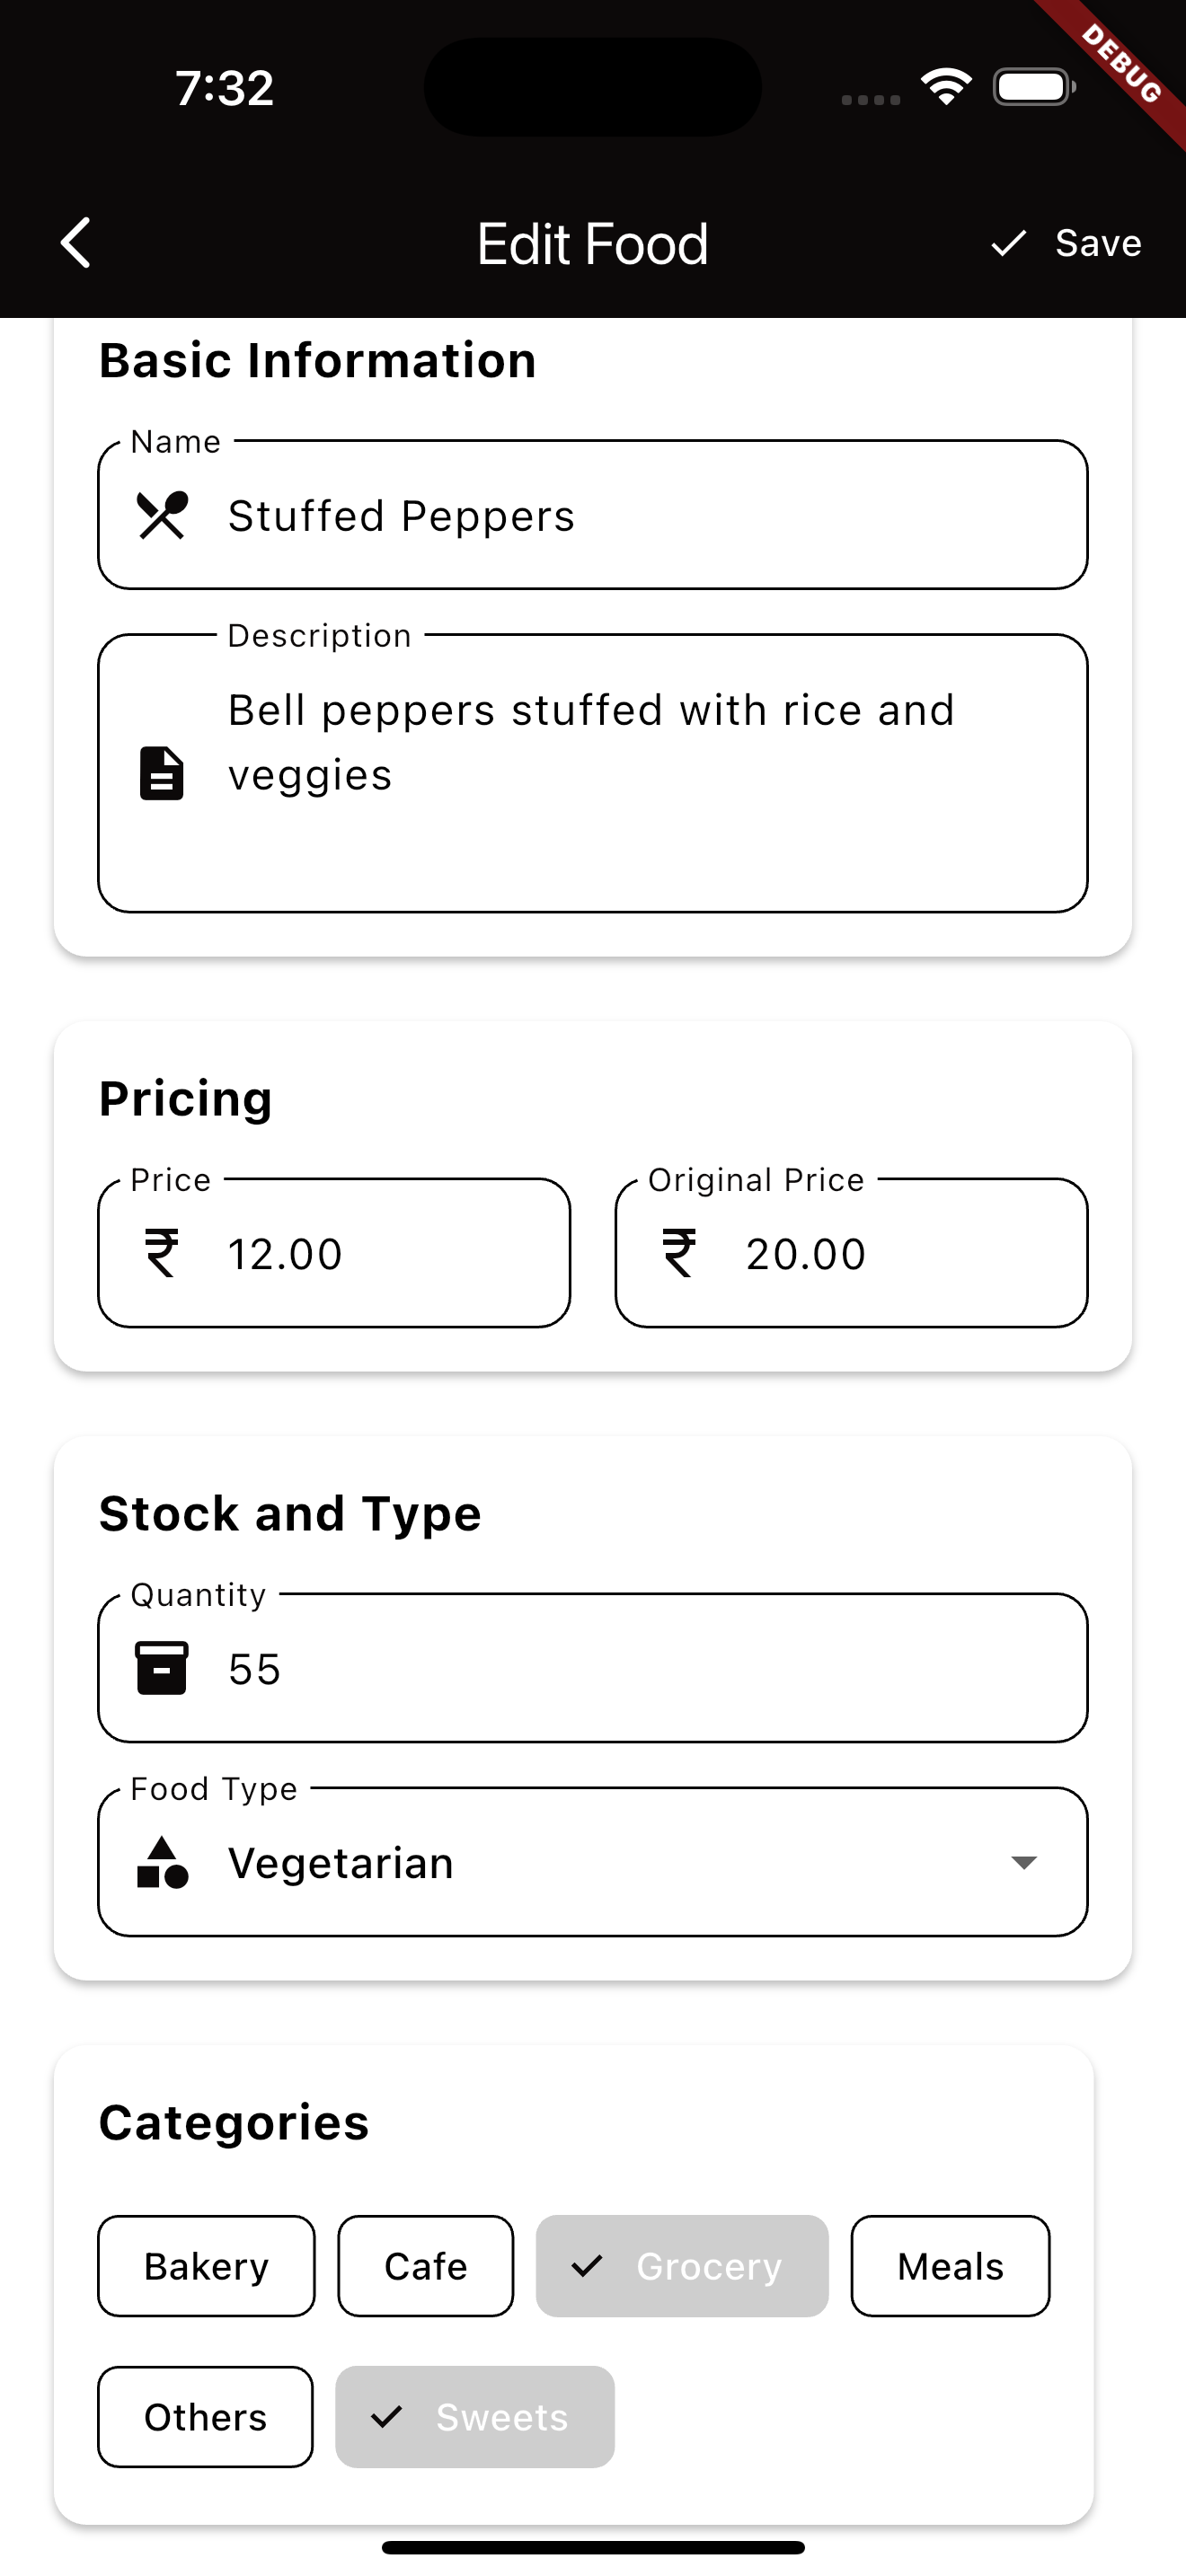 7:32
DEBUG
Edit Food
Save
Basic Information
Name
Stuffed Peppers
Description
Bell peppers stuffed with rice and
veggies
Pricing
Price
Original Price
₹ 12.00
₹ 20.00
Stock and Type
Quantity
55
Food Type
Vegetarian
Categories
Bakery
Cafe
Grocery
Meals
Others
Sweets